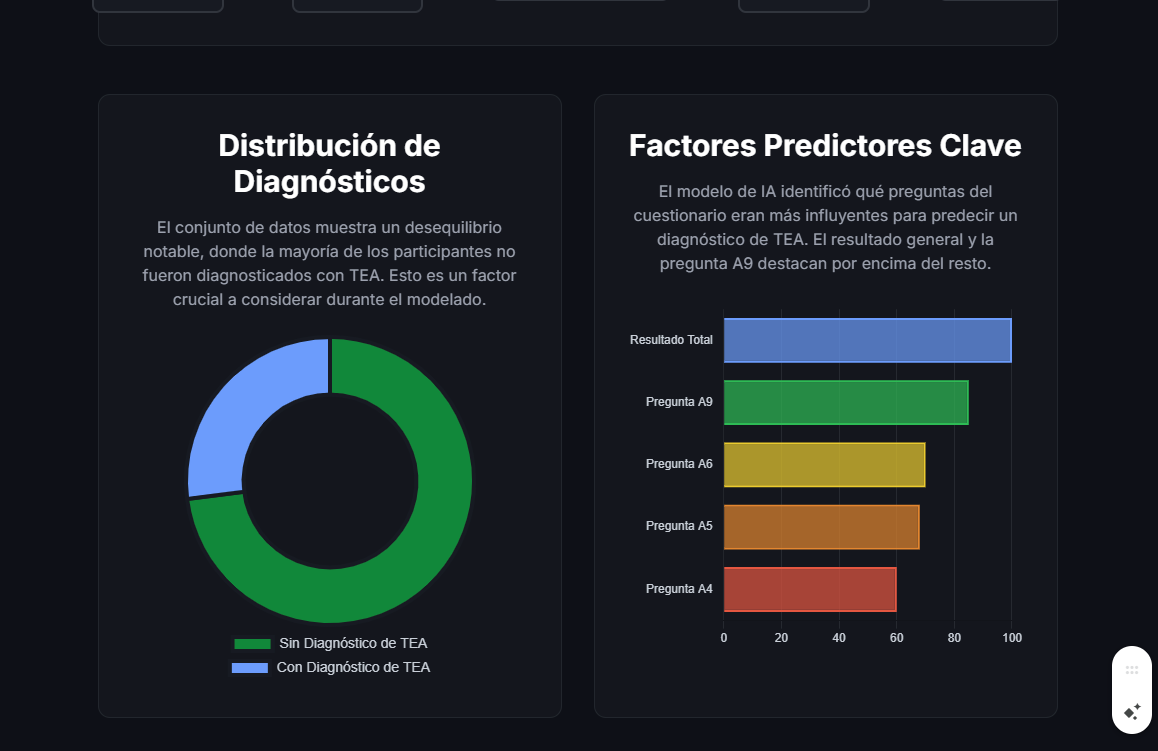 Distribución de
Diagnósticos
El conjunto de datos muestra un desequilibrio
notable, donde la mayoría de los participantes no
fueron diagnosticados con TEA. Esto es un factor
crucial a considerar durante el modelado.
Sin Diagnóstico de TEA
Con Diagnóstico de TEA
Factores Predictores Clave
El modelo de IA identificó qué preguntas del
cuestionario eran más influyentes para predecir un
diagnóstico de TEA. El resultado general y la
pregunta A9 destacan por encima del resto.
Resultado Total
Pregunta A9
Pregunta A6
Pregunta A5
Pregunta A4
0 20 40 60 80 100